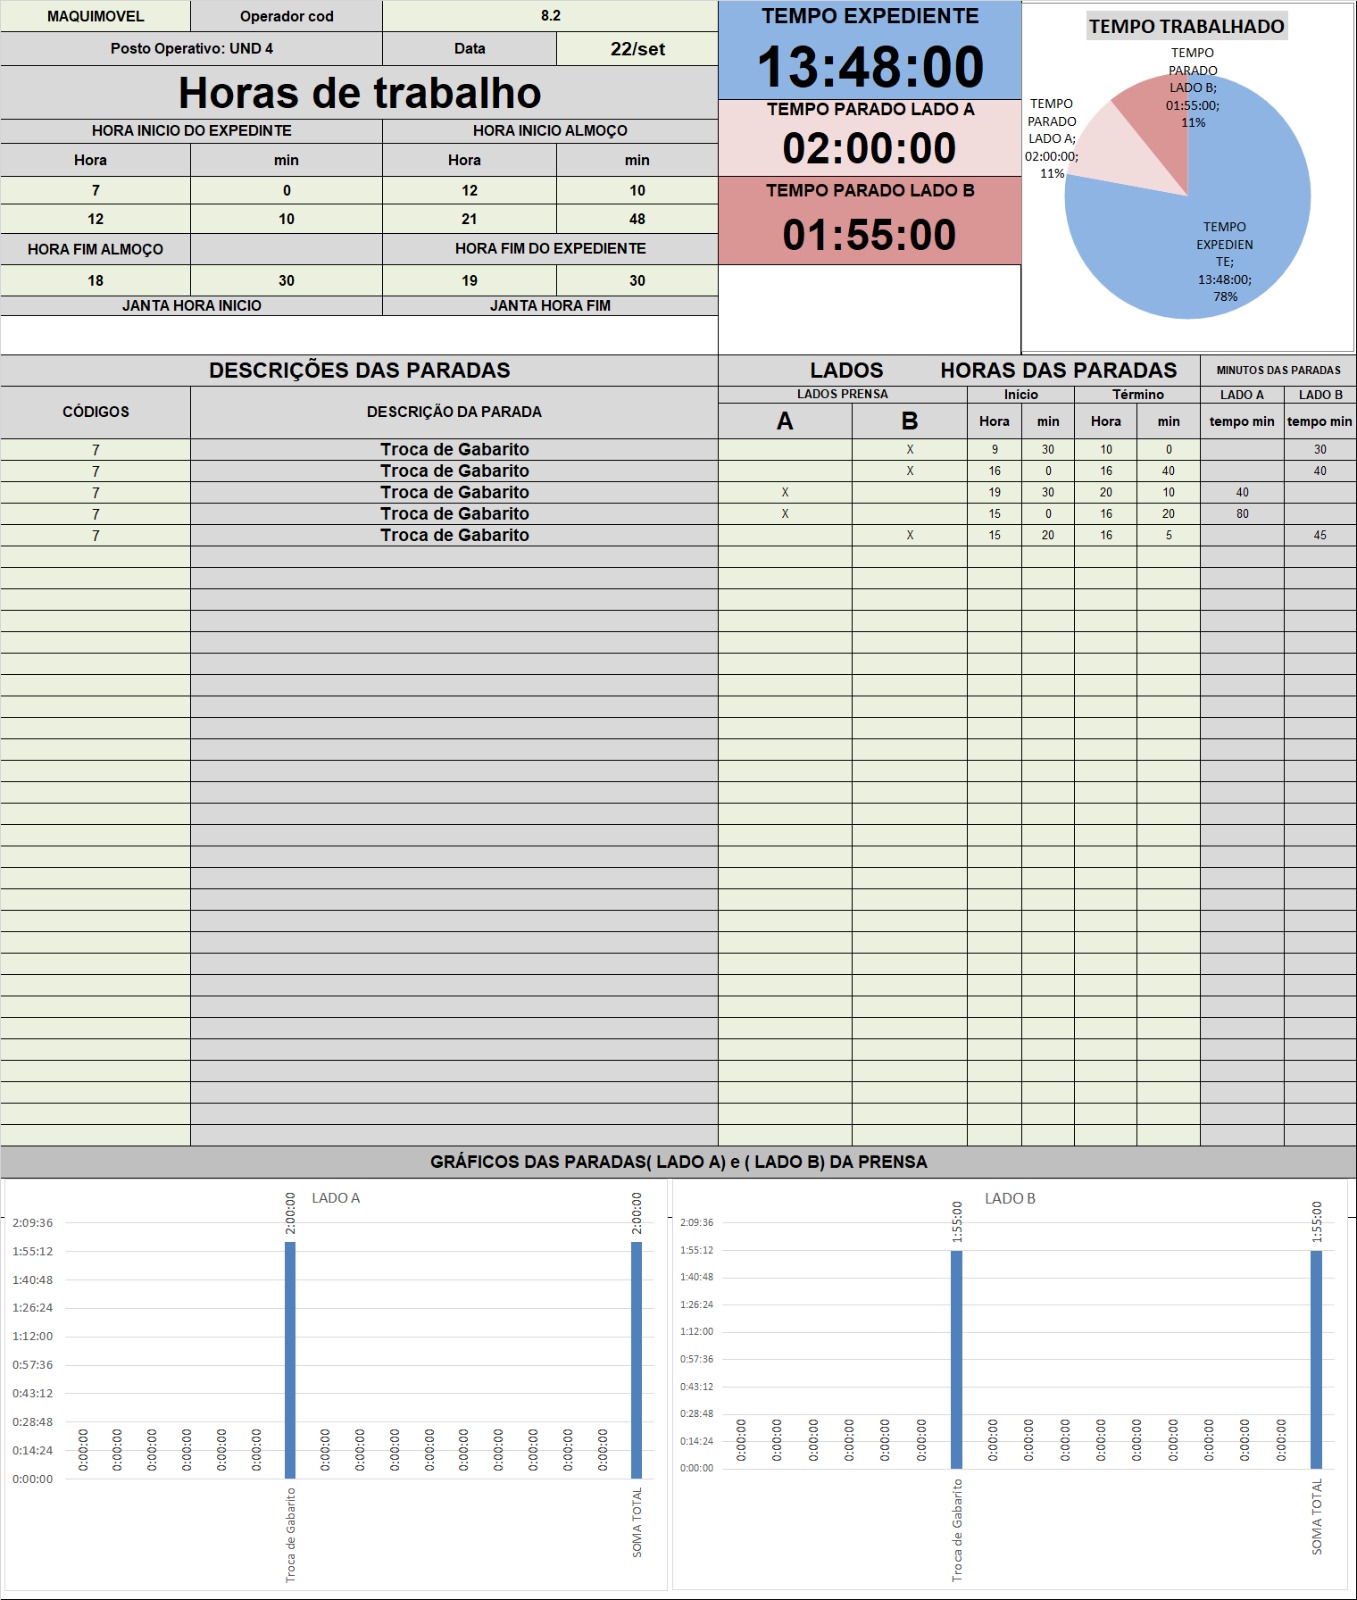 MAQUIMOVEL Operador cod 8.2
Posto Operativo: UND 4 Data 22/set
Horas de trabalho
HORA INICIO DO EXPEDINTE HORA INICIO ALMOÇO
Hora min Hora min
7 0 12 10
12 10 21 48
HORA FIM ALMOÇO HORA FIM DO EXPEDIENTE
18 30 19 30
JANTA HORA INICIO JANTA HORA FIM
TEMPO EXPEDIENTE
13:48:00
TEMPO PARADO LADO A
02:00:00
TEMPO PARADO LADO B
01:55:00
TEMPO TRABALHADO
TEMPO
PARADO
LADO B;
01:55:00;
11%
TEMPO
PARADO
LADO A;
02:00:00;
11%
TEMPO
EXPEDIEN
TE;
13:48:00;
78%
DESCRIÇÕES DAS PARADAS LADOS HORAS DAS PARADAS MINUTOS DAS PARADAS
CÓDIGOS DESCRIÇÃO DA PARADA
LADOS PRENSA Início Término LADO A LADO B
A B Hora min Hora min tempo min tempo min
7 Troca de Gabarito X 9 30 10 0 30
7 Troca de Gabarito X 16 0 16 40 40
7 Troca de Gabarito X 19 30 20 10 40
7 Troca de Gabarito X 15 0 16 20 80
7 Troca de Gabarito X 15 20 16 5 45
GRÁFICOS DAS PARADAS( LADO A) e ( LADO B) DA PRENSA
LADO A
2:09:36
1:55:12
1:40:48
1:26:24
1:12:00
0:57:36
0:43:12
0:28:48
0:14:24
0:00:00
0:00:00 0:00:00 0:00:00 0:00:00 0:00:00 0:00:00 2:00:00 0:00:00 0:00:00 0:00:00 0:00:00 0:00:00 0:00:00 0:00:00 0:00:00 0:00:00 2:00:00
Troca de Gabarito SOMA TOTAL
LADO B
2:09:36
1:55:12
1:40:48
1:26:24
1:12:00
0:57:36
0:43:12
0:28:48
0:14:24
0:00:00
0:00:00 0:00:00 0:00:00 0:00:00 0:00:00 0:00:00 1:55:00 0:00:00 0:00:00 0:00:00 0:00:00 0:00:00 0:00:00 0:00:00 0:00:00 0:00:00 1:55:00
Troca de Gabarito SOMA TOTAL